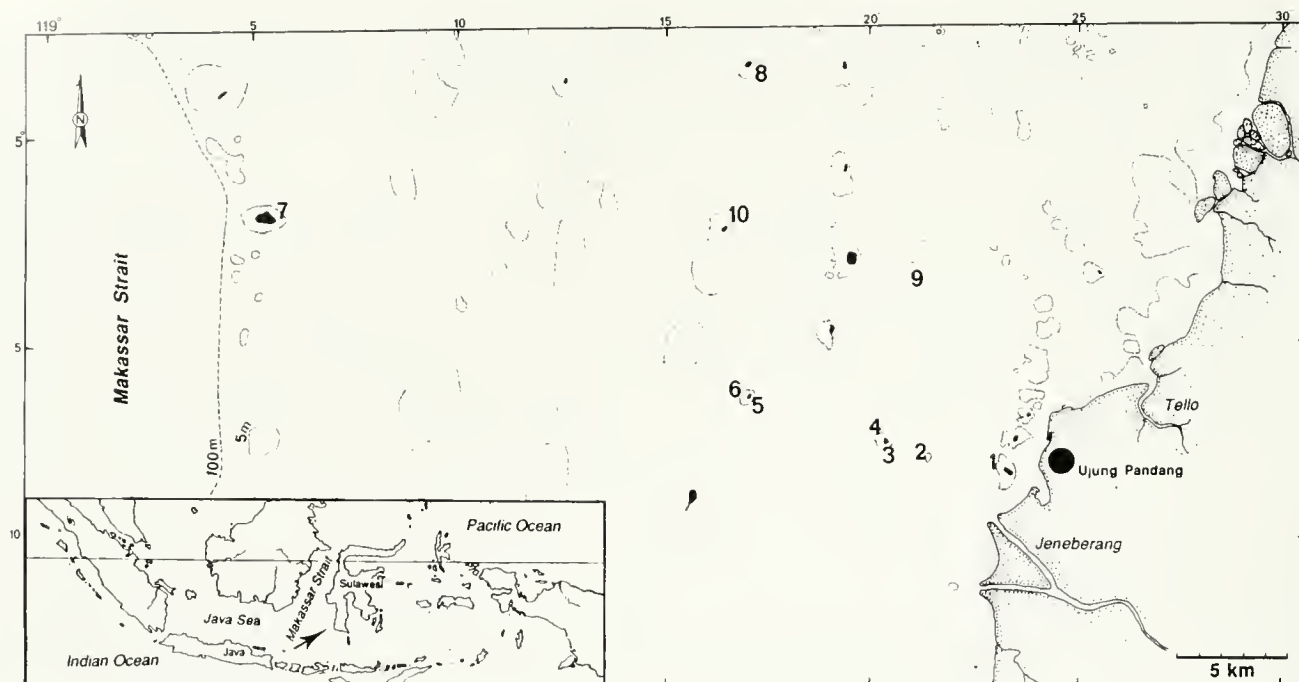 119° 5 10 15 20 25 30
N
5°
5
10
8
7
10
9
6
5
4
3
2
1
Makassar Strait
100m
5m
Tello
Ujung Pandang
Jeneberang
5 km
Pacific Ocean
Makassar Strait
Sulawesi
Java Sea
Java
Indian Ocean